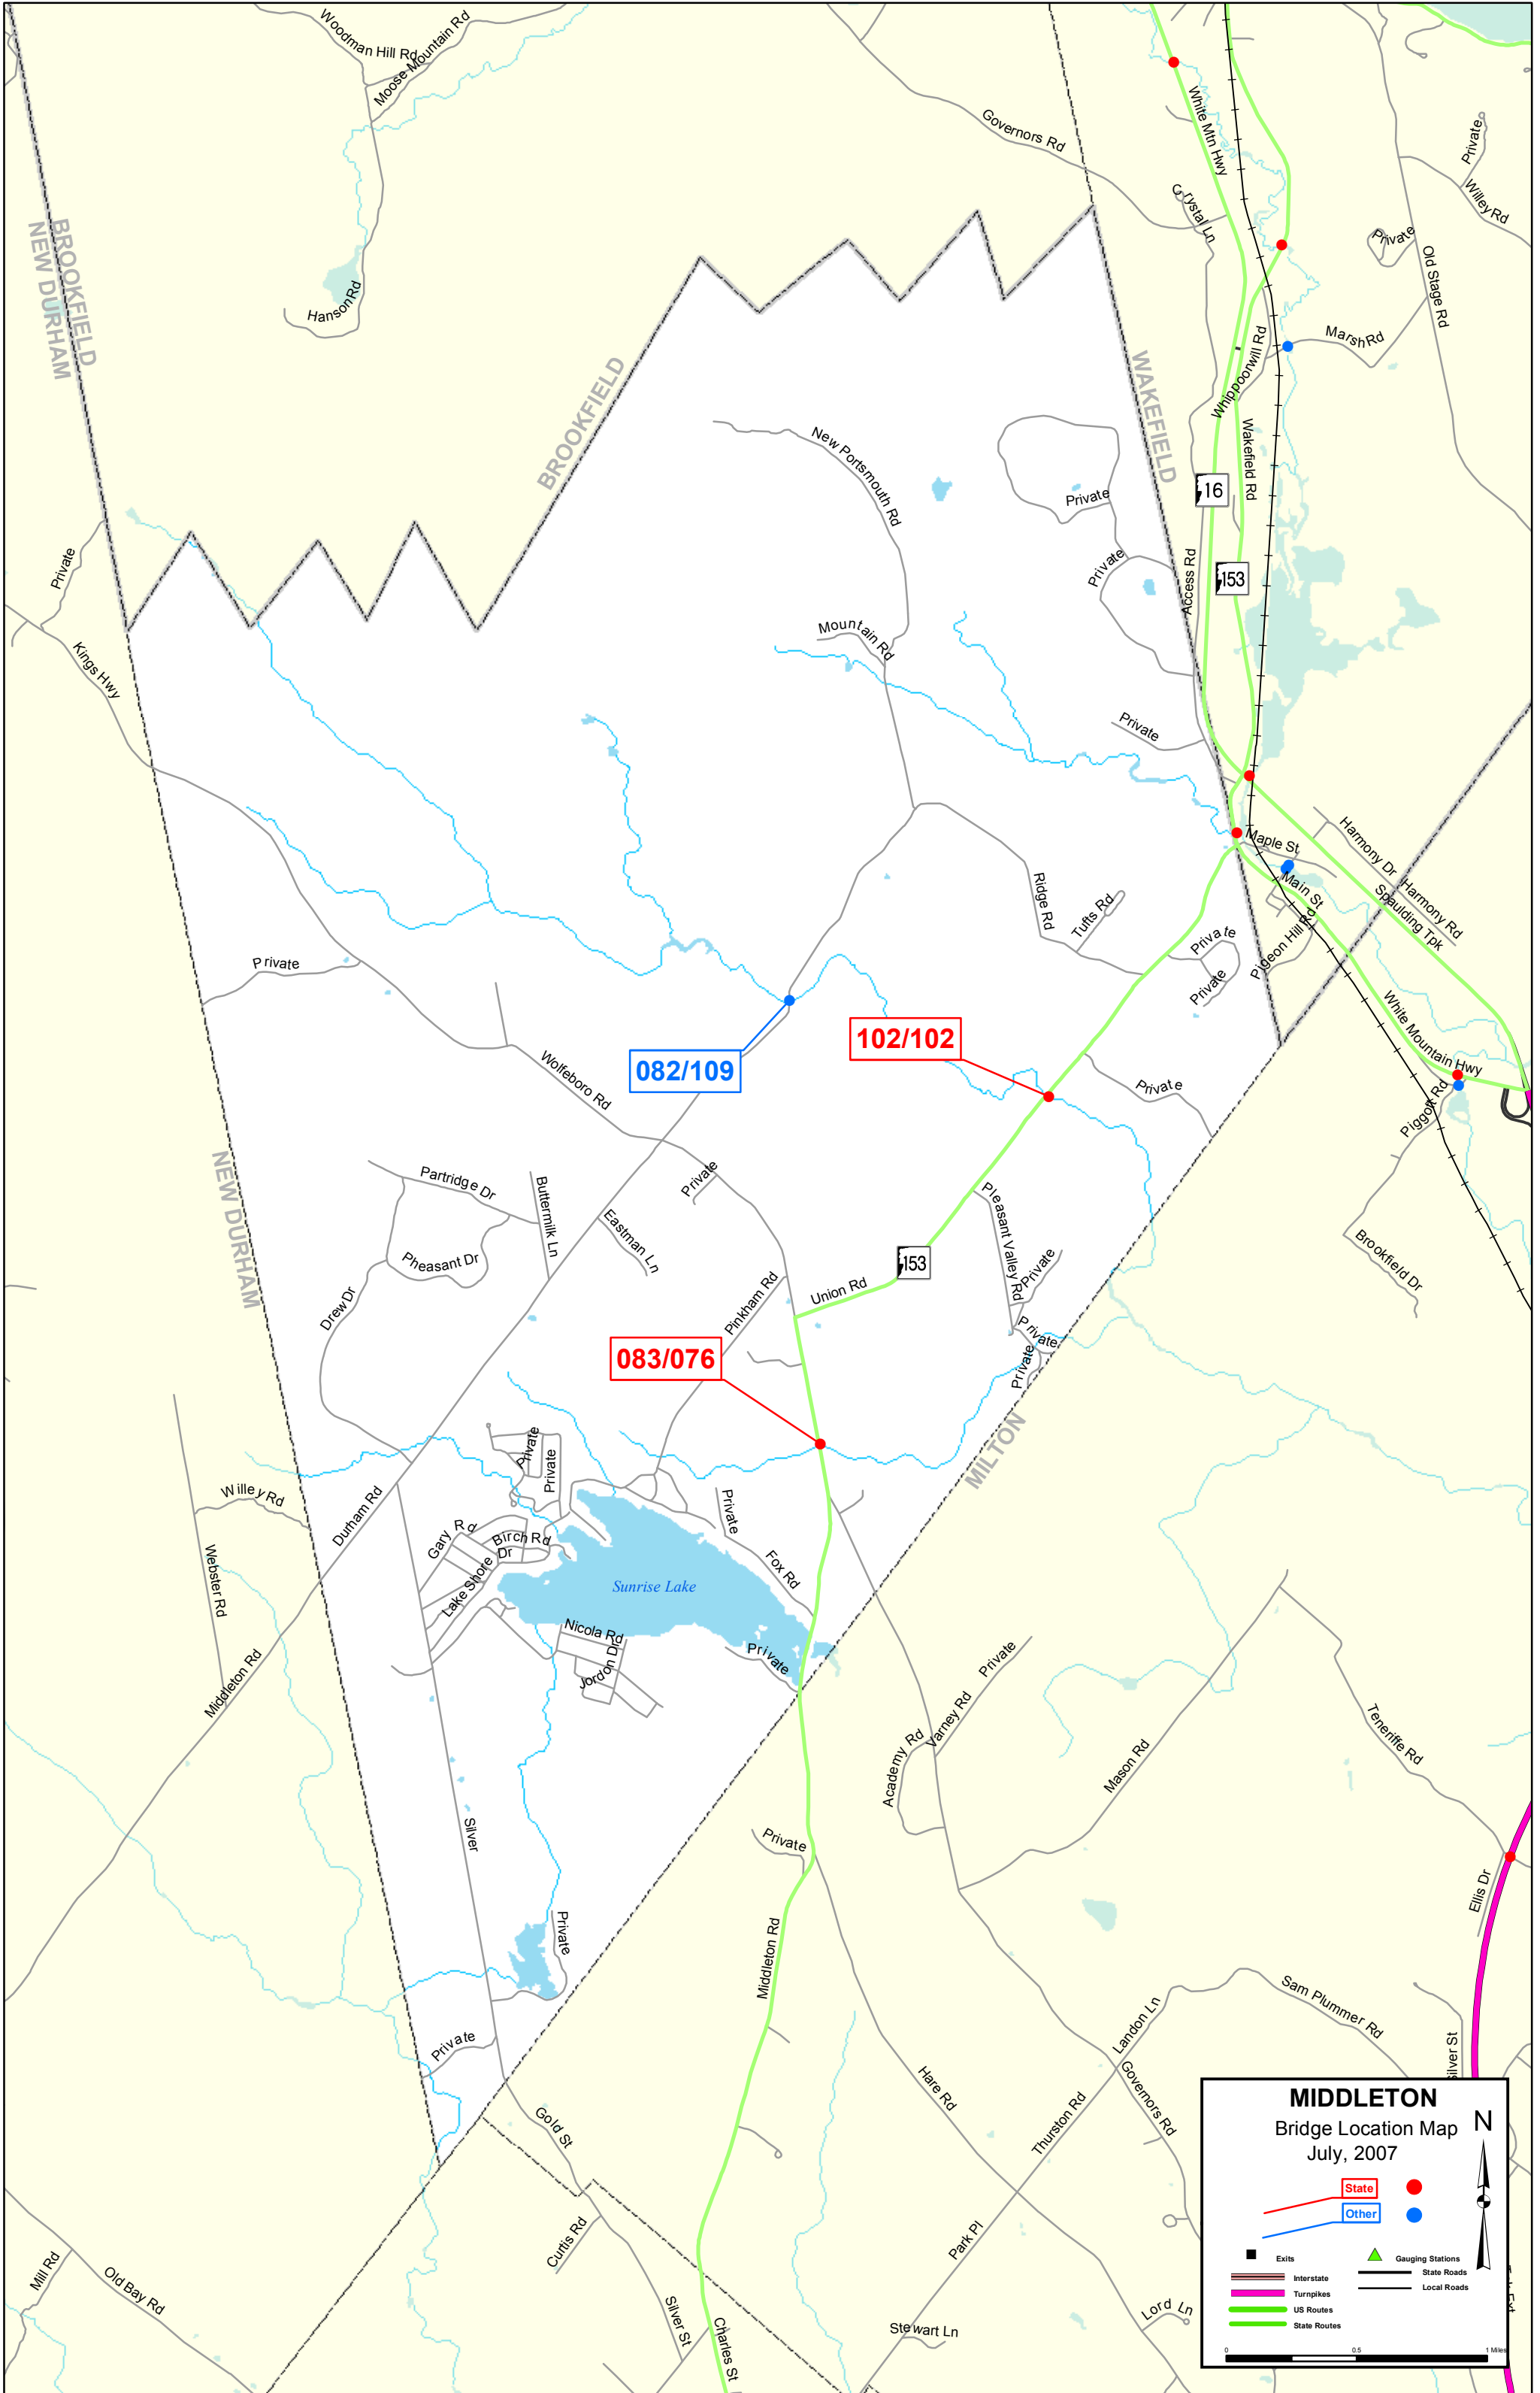 Woodman Hill Rd
Moose Mountain Rd
White Mtn Hwy
Governors Rd
Private
Willey Rd
Crystal Ln
Private
Old Stage Rd
BROOKFIELD
NEW DURHAM
Hanson Rd
Marsh Rd
Whippoorwill Rd
BROOKFIELD
WAKEFIELD
New Portsmouth Rd
Wakefield Rd
16
Private
Private
Private
Access Rd
153
Mountain Rd
Kings Hwy
Private
Maple St
Harmony Dr
Harmony Rd
Main St
Spaulding Tpk
Ridge Rd
Tufts Rd
Private
Pigeon Hill Rd
Private
Private
White Mountain Hwy
102/102
082/109
Wolfeboro Rd
Private
Piggott Rd
NEW DURHAM
Partridge Dr
Buttermilk Ln
Private
Pleasant Valley Rd
Eastman Ln
Pheasant Dr
153
Private
Brookfield Dr
Drew Dr
Pinkham Rd
Union Rd
Private
083/076
Private
MILTON
Private
Private
Willey Rd
Durham Rd
Private
Gary Rd
Birch Rd
Lake Shore Dr
Fox Rd
Webster Rd
Sunrise Lake
Nicola Rd
Jordon Dr
Private
Middleton Rd
Private
Varney Rd
Academy Rd
Mason Rd
Teneriffe Rd
Silver
Private
Ellis Dr
Private
Middleton Rd
Sam Plummer Rd
Landon Ln
Private
Silver St
Hare Rd
Governors Rd
Thurston Rd
Gold St
Curtis Rd
Park Pl
Mill Rd
Old Bay Rd
Silver St
Charles St
Stewart Ln
Lord Ln
MIDDLETON
Bridge Location Map
July, 2007
N
State
Other
Exits
Gauging Stations
Interstate
State Roads
Turnpikes
Local Roads
US Routes
State Routes
0 0.5 1 Miles